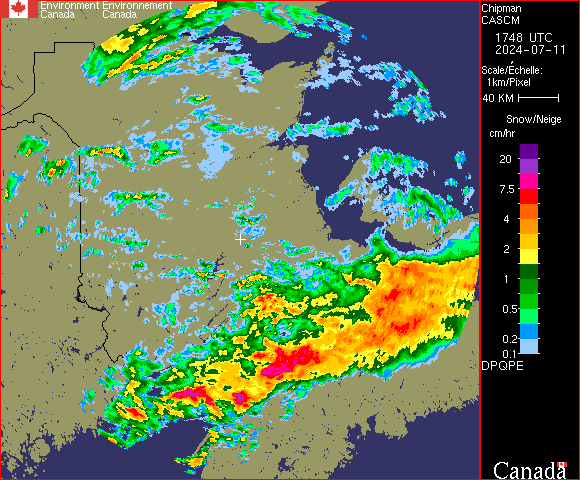 Environment Environnement
Canada Canada
Chipman
CASCM
1748 UTC
2024-07-11
Scale/Échelle:
1km/Pixel
40 KM
Snow/Neige
cm/hr
20
7.5
4
2
1
0.5
0.2
0.1
DPQPE
Canada